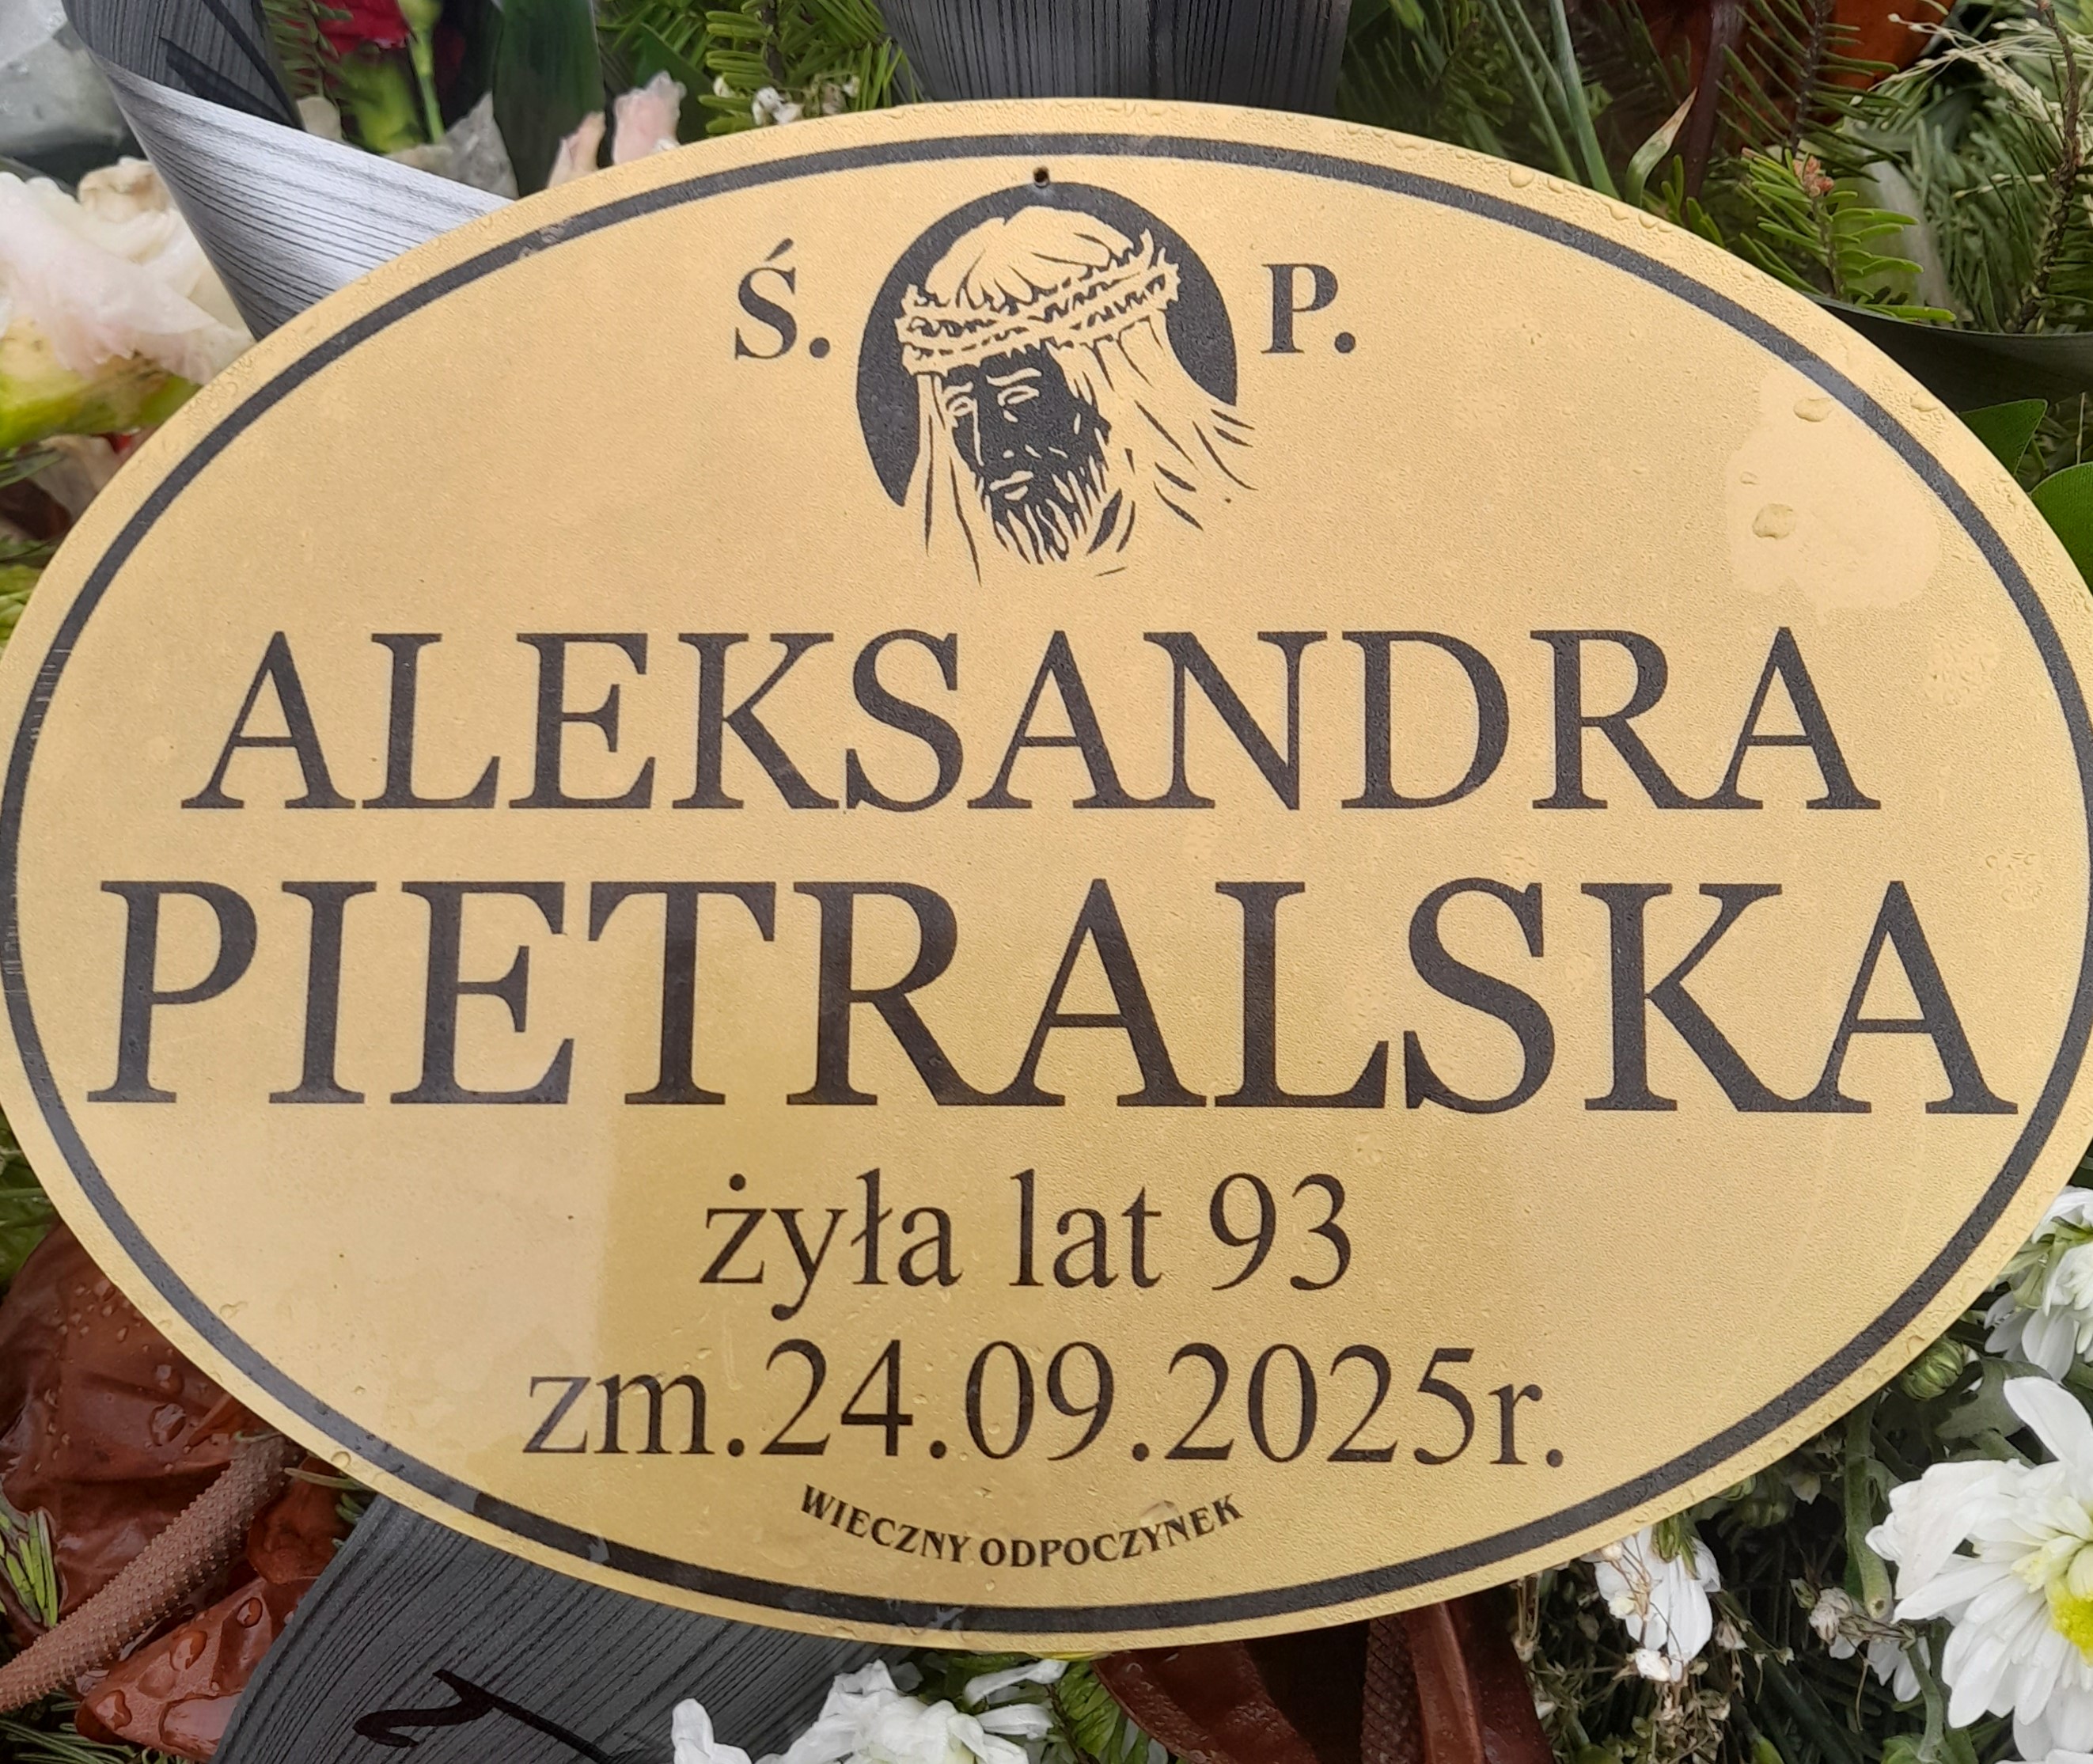 Ś. P.
ALEKSANDRA
PIETRALSKA
żyła lat 93
zm.24.09.2025r.
WIECZNY ODPOCZYNEK